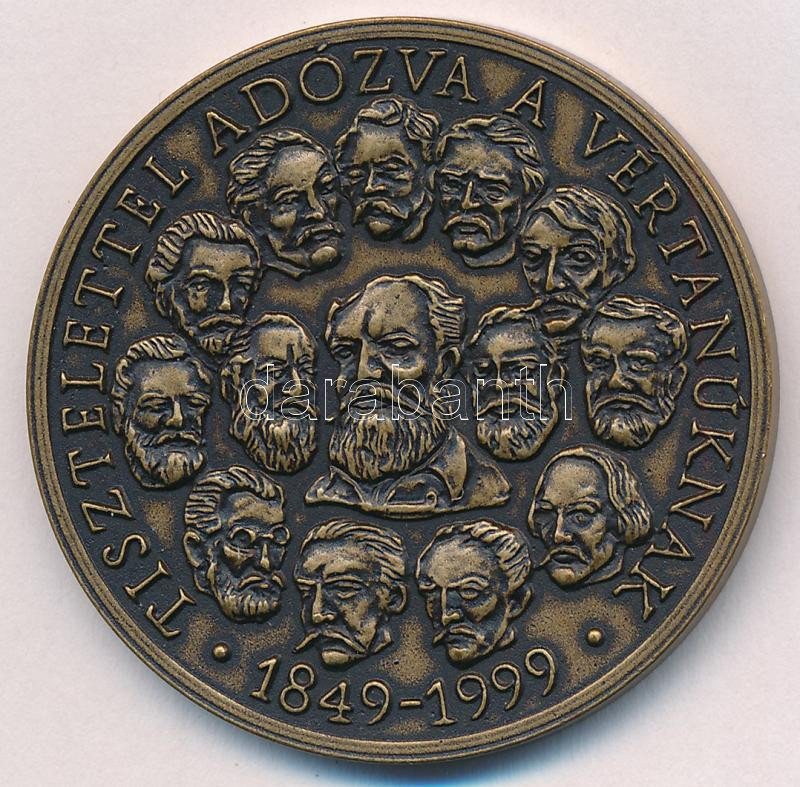 TISZTELETTEL ADÓZVA A VÉRTANÚKNAK
• 1849-1999 •
darabanth